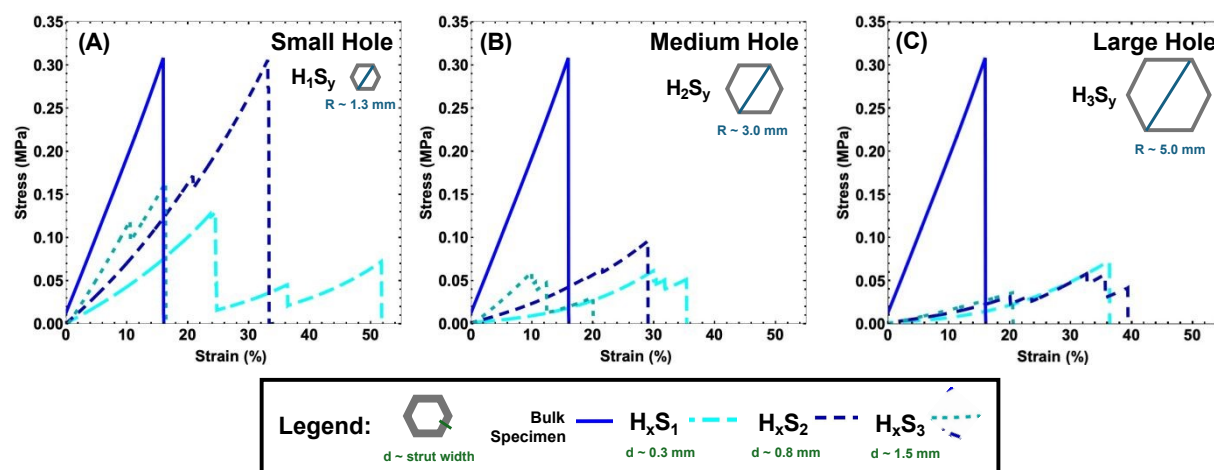 (A) Small Hole
H₁Sᵧ
R ~ 1.3 mm
0.35
0.30
0.25
0.20
0.15
0.10
0.05
0.00
Stress (MPa)
0 10 20 30 40 50
Strain (%)
(B) Medium Hole
H₂Sᵧ
R ~ 3.0 mm
0.35
0.30
0.25
0.20
0.15
0.10
0.05
0.00
Stress (MPa)
0 10 20 30 40 50
Strain (%)
(C) Large Hole
H₃Sᵧ
R ~ 5.0 mm
0.35
0.30
0.25
0.20
0.15
0.10
0.05
0.00
Stress (MPa)
0 10 20 30 40 50
Strain (%)
Legend:
d ~ strut width
Bulk
Specimen
HₓS₁
d ~ 0.3 mm
HₓS₂
d ~ 0.8 mm
HₓS₃
d ~ 1.5 mm